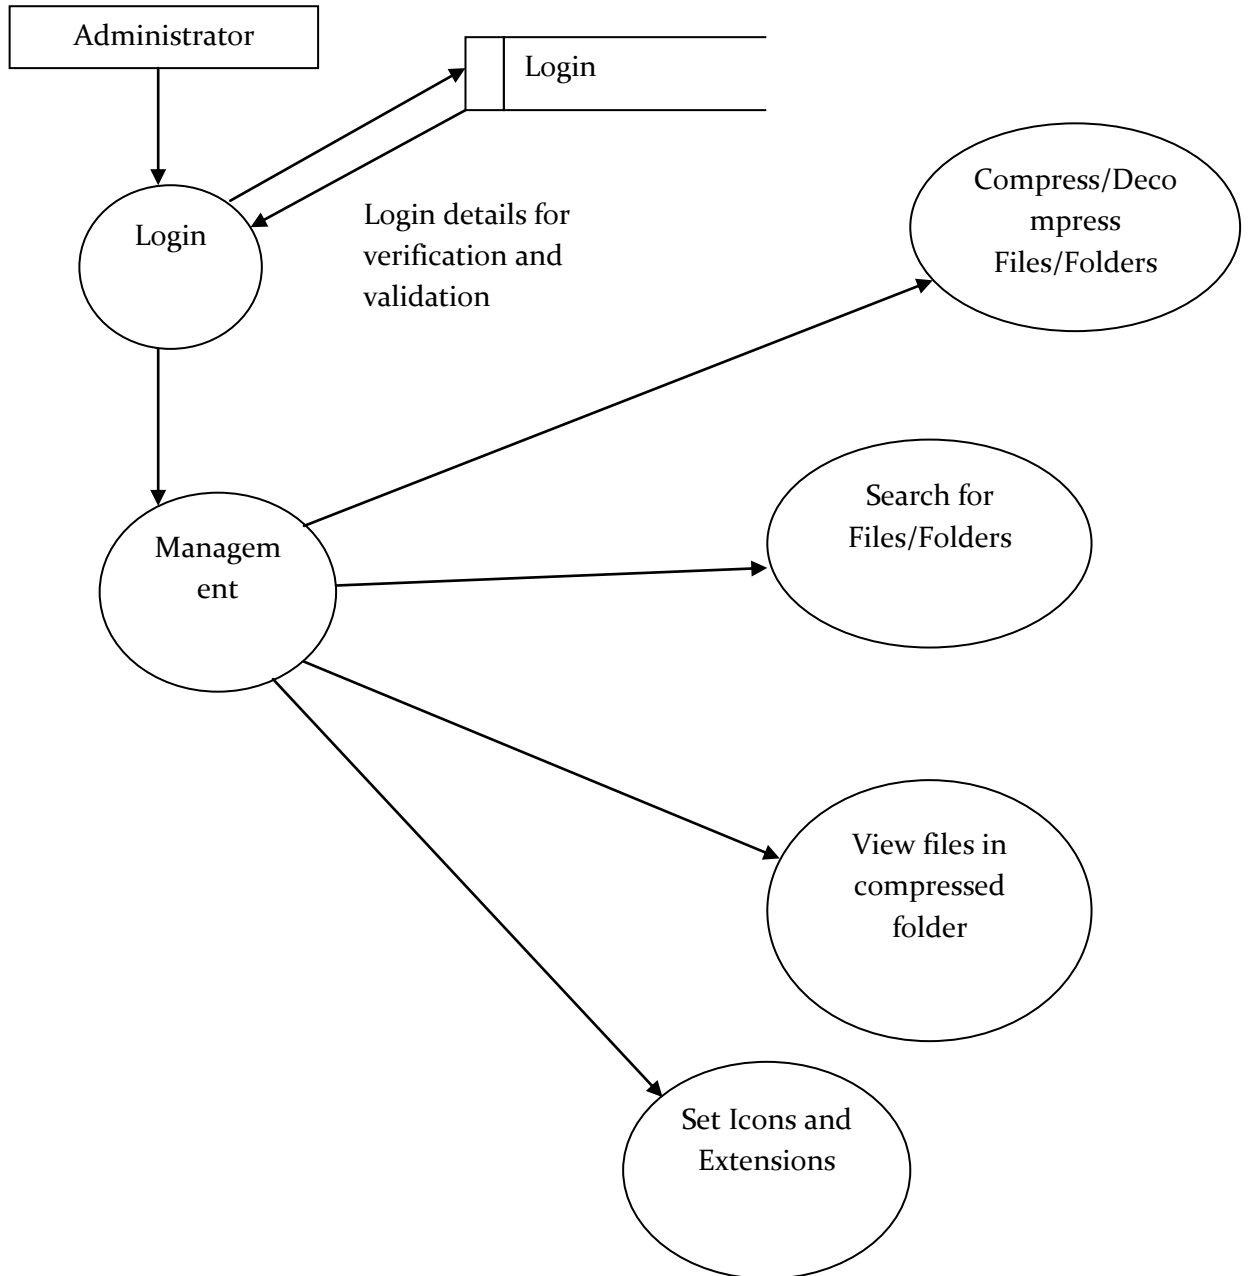 Administrator
Login
Login
Login details for
verification and
validation
Compress/Deco
mpress
Files/Folders
Managem
ent
Search for
Files/Folders
View files in
compressed
folder
Set Icons and
Extensions